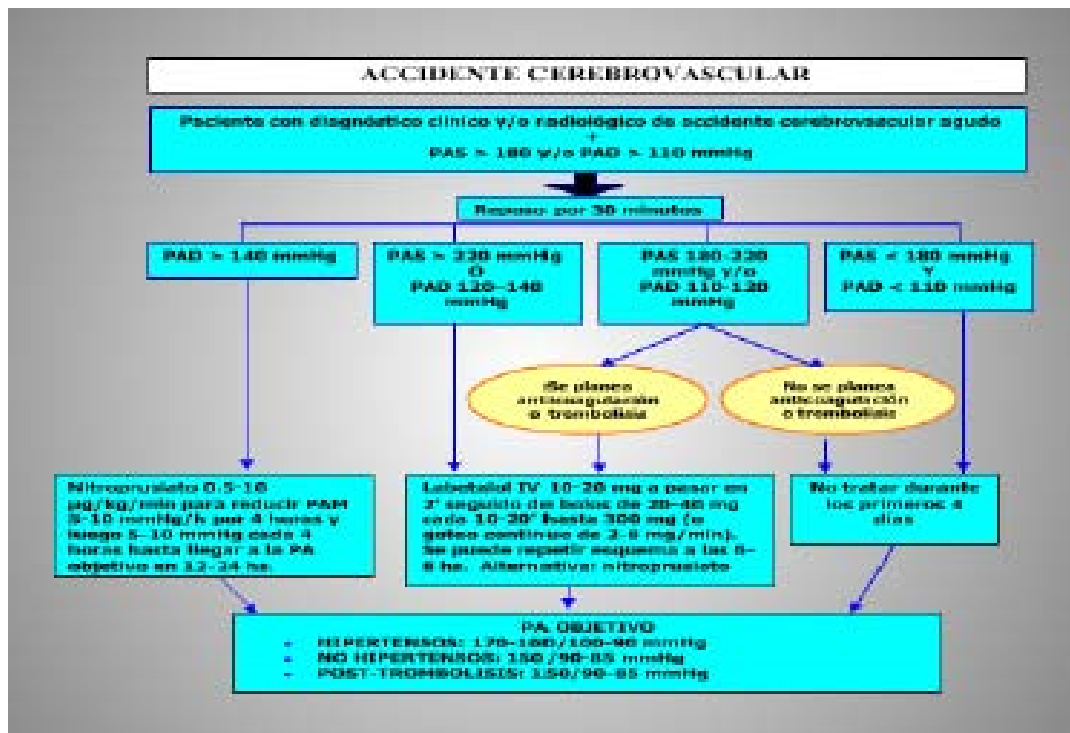 ACCIDENTE CEREBROVASCULAR
Paciente con diagnóstico clínico y/o radiológico de accidente cerebrovascular agudo
+
PAS > 180 y/o PAD > 110 mmHg
Reposo por 30 minutos
PAD > 140 mmHg
PAS > 220 mmHg
O
PAD 120-140
mmHg
PAS 180-220
mmHg y/o
PAD 110-120
mmHg
PAS < 180 mmHg
Y
PAD < 110 mmHg
Se planea
anticoagulación
o trombolisis
No se planea
anticoagulación
o trombolisis
Nitroprusiato 0.5-10
µg/kg/min para reducir PAM
5-10 mmHg/h por 4 horas y
luego 5-10 mmHg cada 4
horas hasta llegar a la PA
objetivo en 12-24 hs.
Labetalol IV 10-20 mg a pasar en
2' seguido de bolos de 20-40 mg
cada 10-20' hasta 300 mg (o
goteo continuo de 2-8 mg/min).
Se puede repetir esquema a las 6-
8 hs. Alternativa: nitroprusiato
No tratar durante
los primeros 4
días
PA OBJETIVO
- HIPERTENSOS: 170-180/100-90 mmHg
- NO HIPERTENSOS: 150 /90-85 mmHg
- POST-TROMBOLISIS: 150/90-85 mmHg